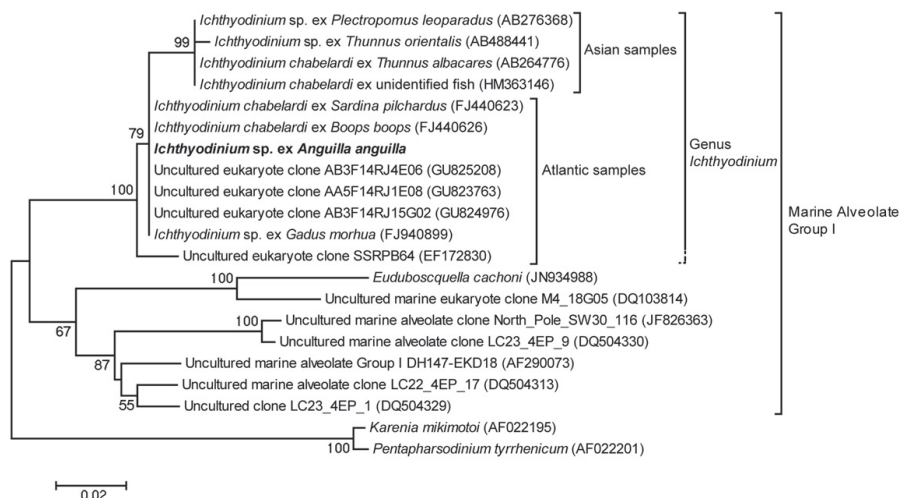 Ichthyodinium sp. ex Plectropomus leoparadus (AB276368)
99
Ichthyodinium sp. ex Thunnus orientalis (AB488441)
Asian samples
Ichthyodinium chabelardi ex Thunnus albacares (AB264776)
Ichthyodinium chabelardi ex unidentified fish (HM363146)
Ichthyodinium chabelardi ex Sardina pilchardus (FJ440623)
79
Ichthyodinium chabelardi ex Boops boops (FJ440626)
Ichthyodinium sp. ex Anguilla anguilla
Genus
Ichthyodinium
Uncultured eukaryote clone AB3F14RJ4E06 (GU825208)
Atlantic samples
100
Uncultured eukaryote clone AA5F14RJ1E08 (GU823763)
Uncultured eukaryote clone AB3F14RJ15G02 (GU824976)
Marine Alveolate
Group I
Ichthyodinium sp. ex Gadus morhua (FJ940899)
Uncultured eukaryote clone SSRPB64 (EF172830)
100
Euduboscquella cachoni (JN934988)
Uncultured marine eukaryote clone M4_18G05 (DQ103814)
67
100
Uncultured marine alveolate clone North_Pole_SW30_116 (JF826363)
Uncultured marine alveolate clone LC23_4EP_9 (DQ504330)
87
Uncultured marine alveolate Group I DH147-EKD18 (AF290073)
Uncultured marine alveolate clone LC22_4EP_17 (DQ504313)
55
Uncultured clone LC23_4EP_1 (DQ504329)
Karenia mikimotoi (AF022195)
100
Pentapharsodinium tyrrhenicum (AF022201)
0.02